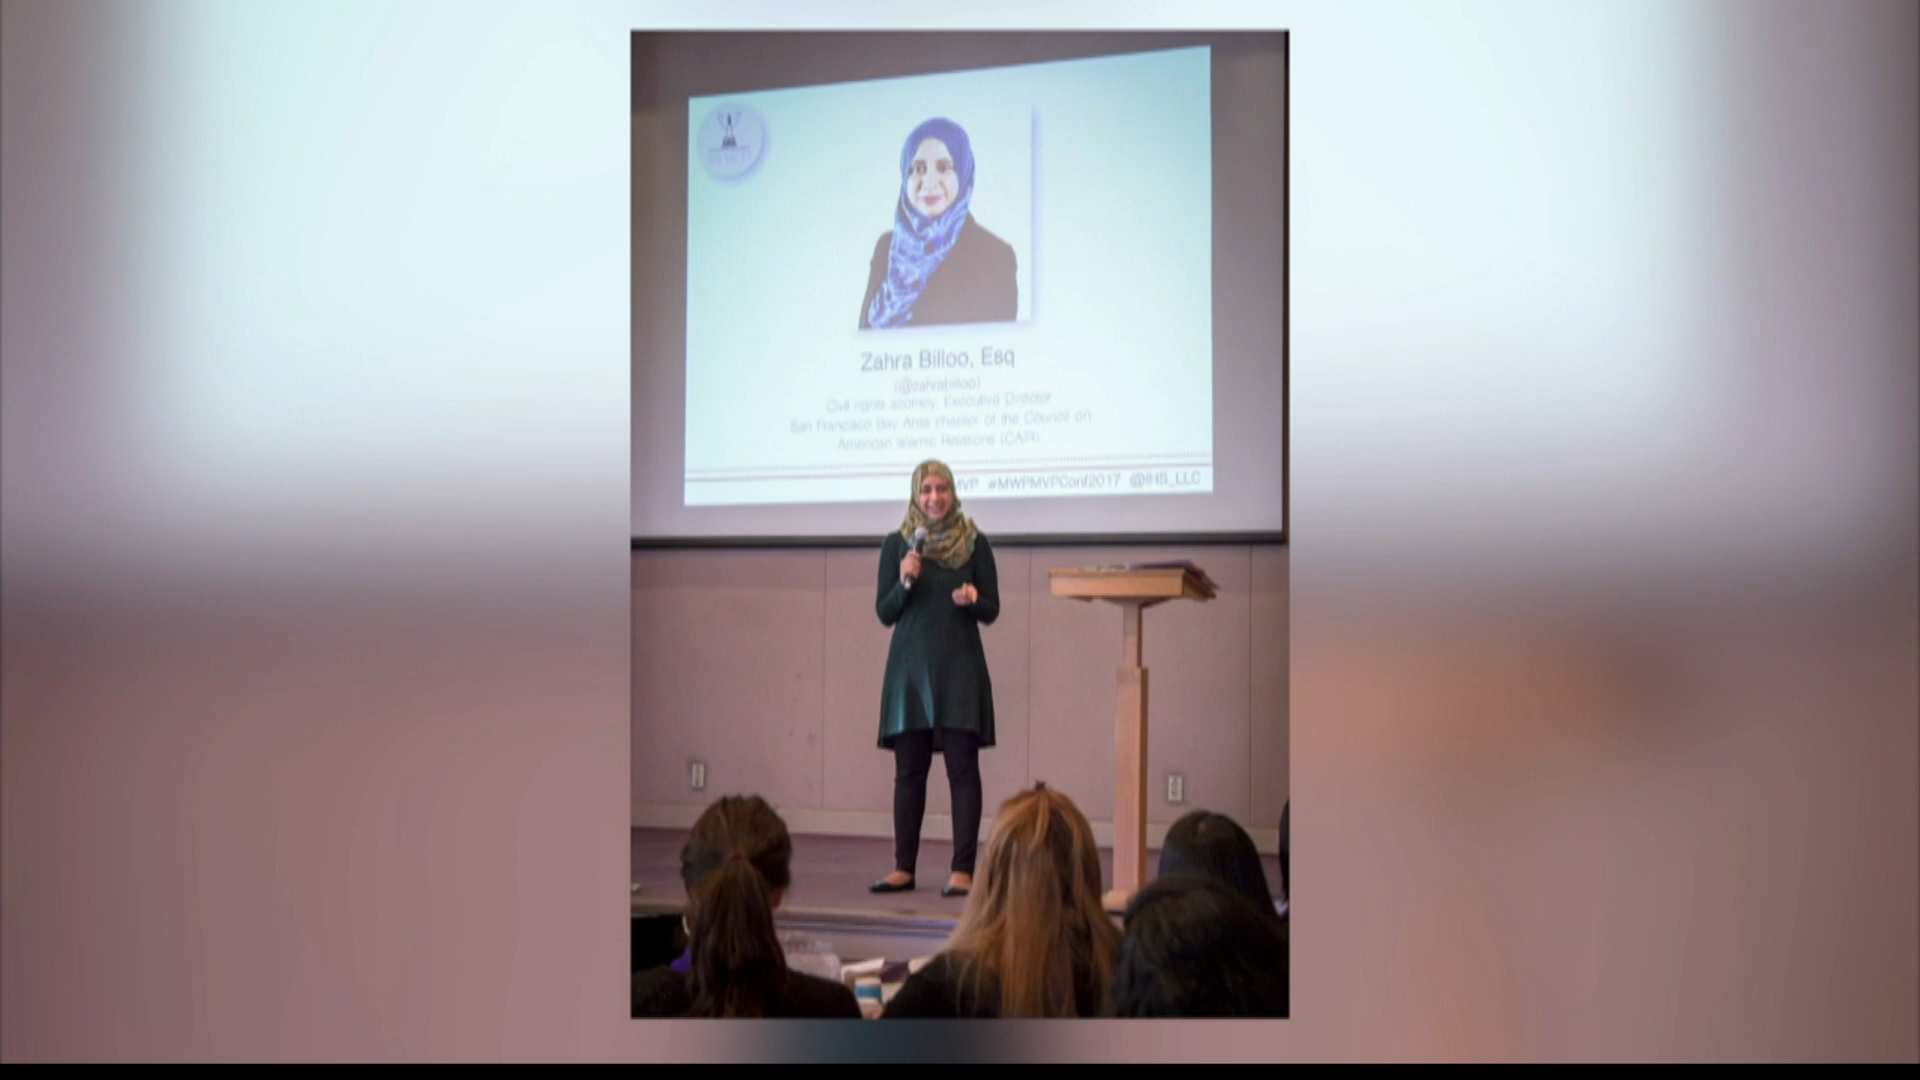 Zahra Billoo, Esq
(@zahrabilloo)
Civil rights attorney, Executive Director
San Francisco Bay Area chapter of the Council on
American Islamic Relations (CAIR)
MVP #MWPMVPConf2017 @IHS_LLC